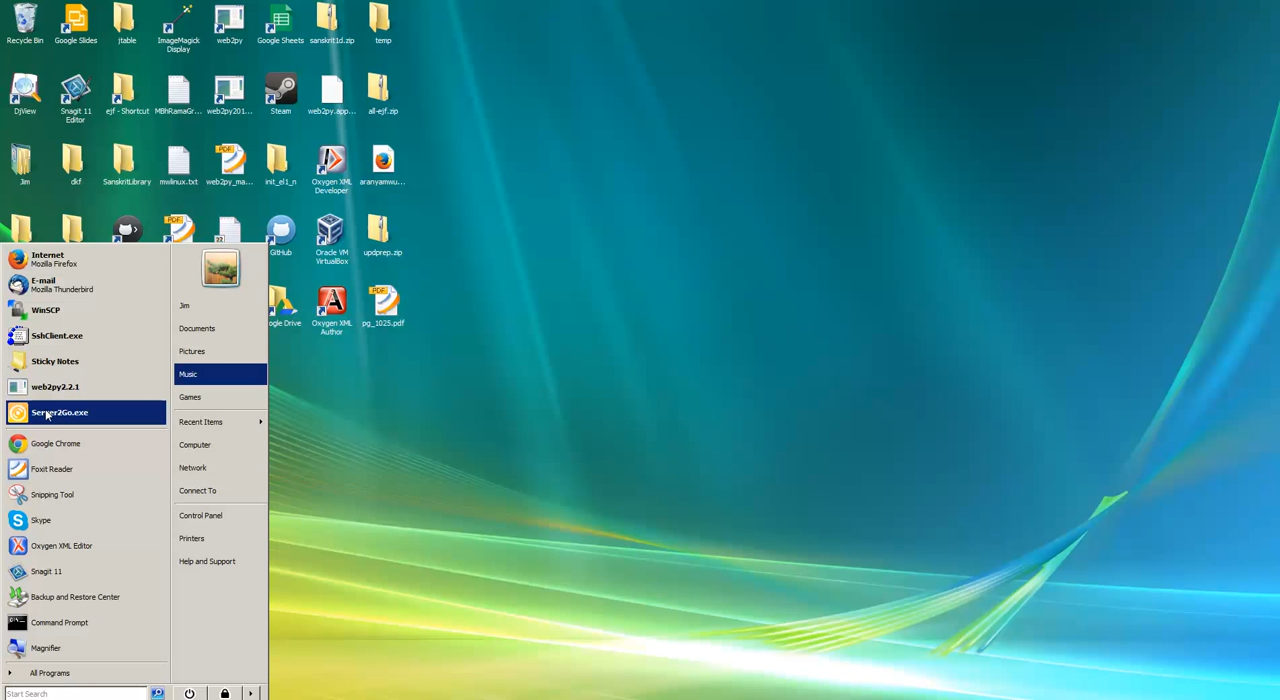 Recycle Bin
Google Slides
jtable
ImageMagick
Display
web2py
Google Sheets
sanskrit1d.zip
temp
DjView
Snagit 11
Editor
ejf - Shortcut
MBhRamaGr...
web2py201...
Steam
web2py.app...
all-ejf.zip
Jim
dkf
SanskritLibrary
mwlinux.txt
PDF
web2py_ma...
init_el1_n
Oxygen XML
Developer
aranyamwu...
PDF
22
GitHub
Oracle VM
VirtualBox
updprep.zip
ogle Drive
Oxygen XML
Author
PDF
pg_1025.pdf
Internet
Mozilla Firefox
E-mail
Mozilla Thunderbird
WinSCP
SshClient.exe
Sticky Notes
web2py2.2.1
Server2Go.exe
Google Chrome
Foxit Reader
Snipping Tool
Skype
Oxygen XML Editor
Snagit 11
Backup and Restore Center
Command Prompt
Magnifier
All Programs
Start Search
Jim
Documents
Pictures
Music
Games
Recent Items
Computer
Network
Connect To
Control Panel
Printers
Help and Support